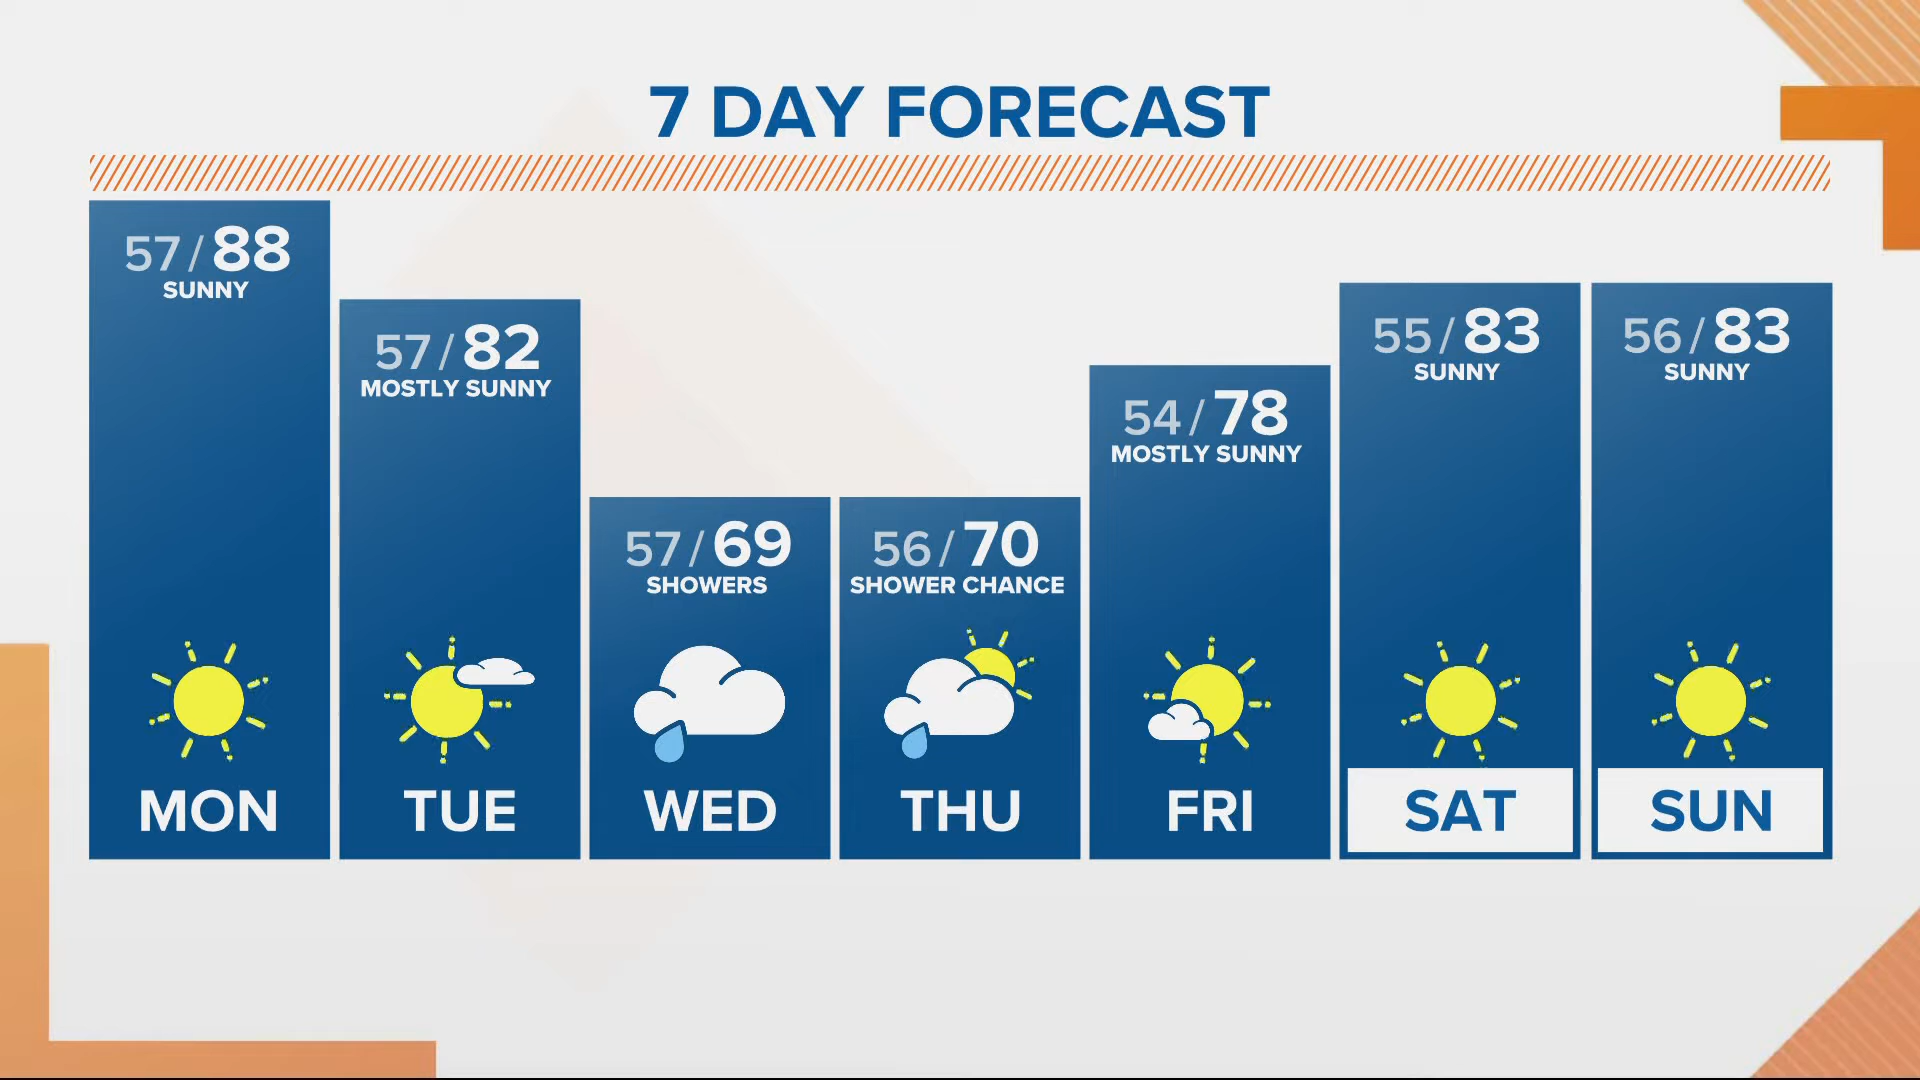 7 DAY FORECAST
57/88
SUNNY
MON
57/82
MOSTLY SUNNY
TUE
57/69
SHOWERS
WED
56/70
SHOWER CHANCE
THU
54/78
MOSTLY SUNNY
FRI
55/83
SUNNY
SAT
56/83
SUNNY
SUN